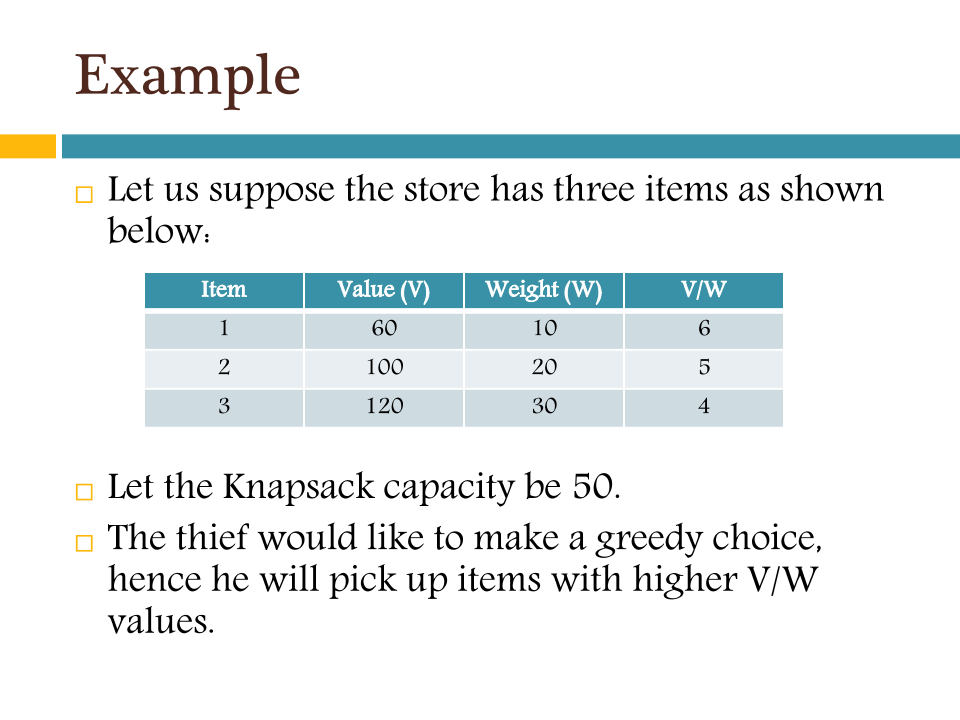 Example
Let us suppose the store has three items as shown
below:
Item Value (V) Weight (W) V/W
1 60 10 6
2 100 20 5
3 120 30 4
Let the Knapsack capacity be 50.
The thief would like to make a greedy choice,
hence he will pick up items with higher V/W
values.